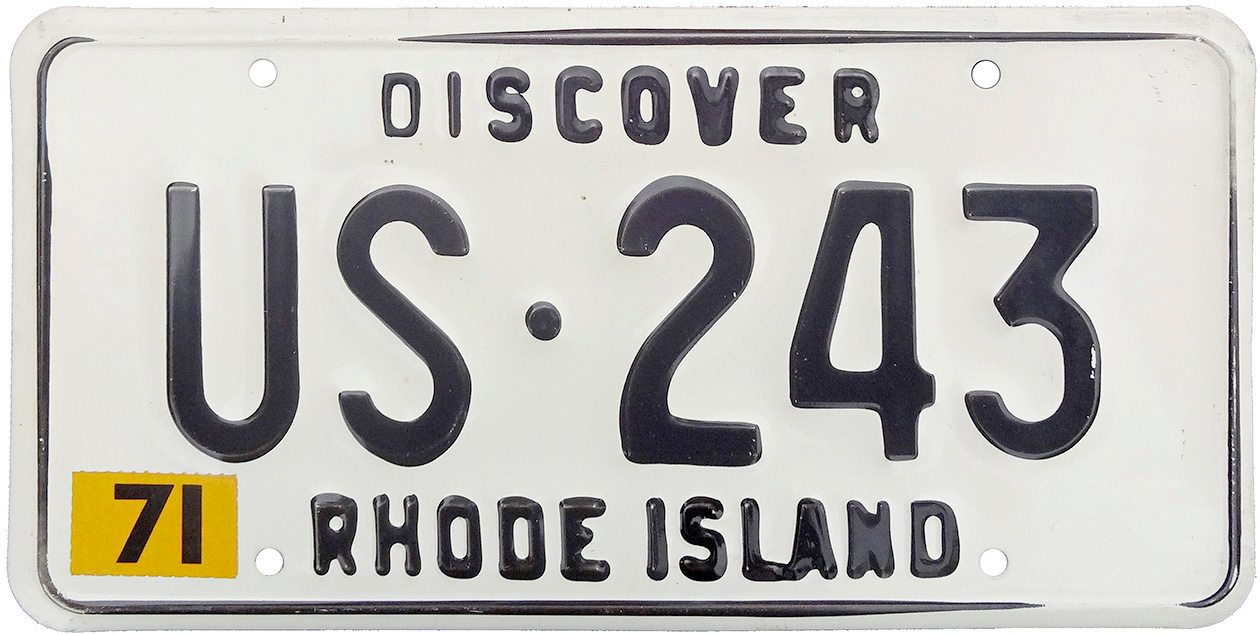 DISCOVER
US·243
71
RHODE ISLAND